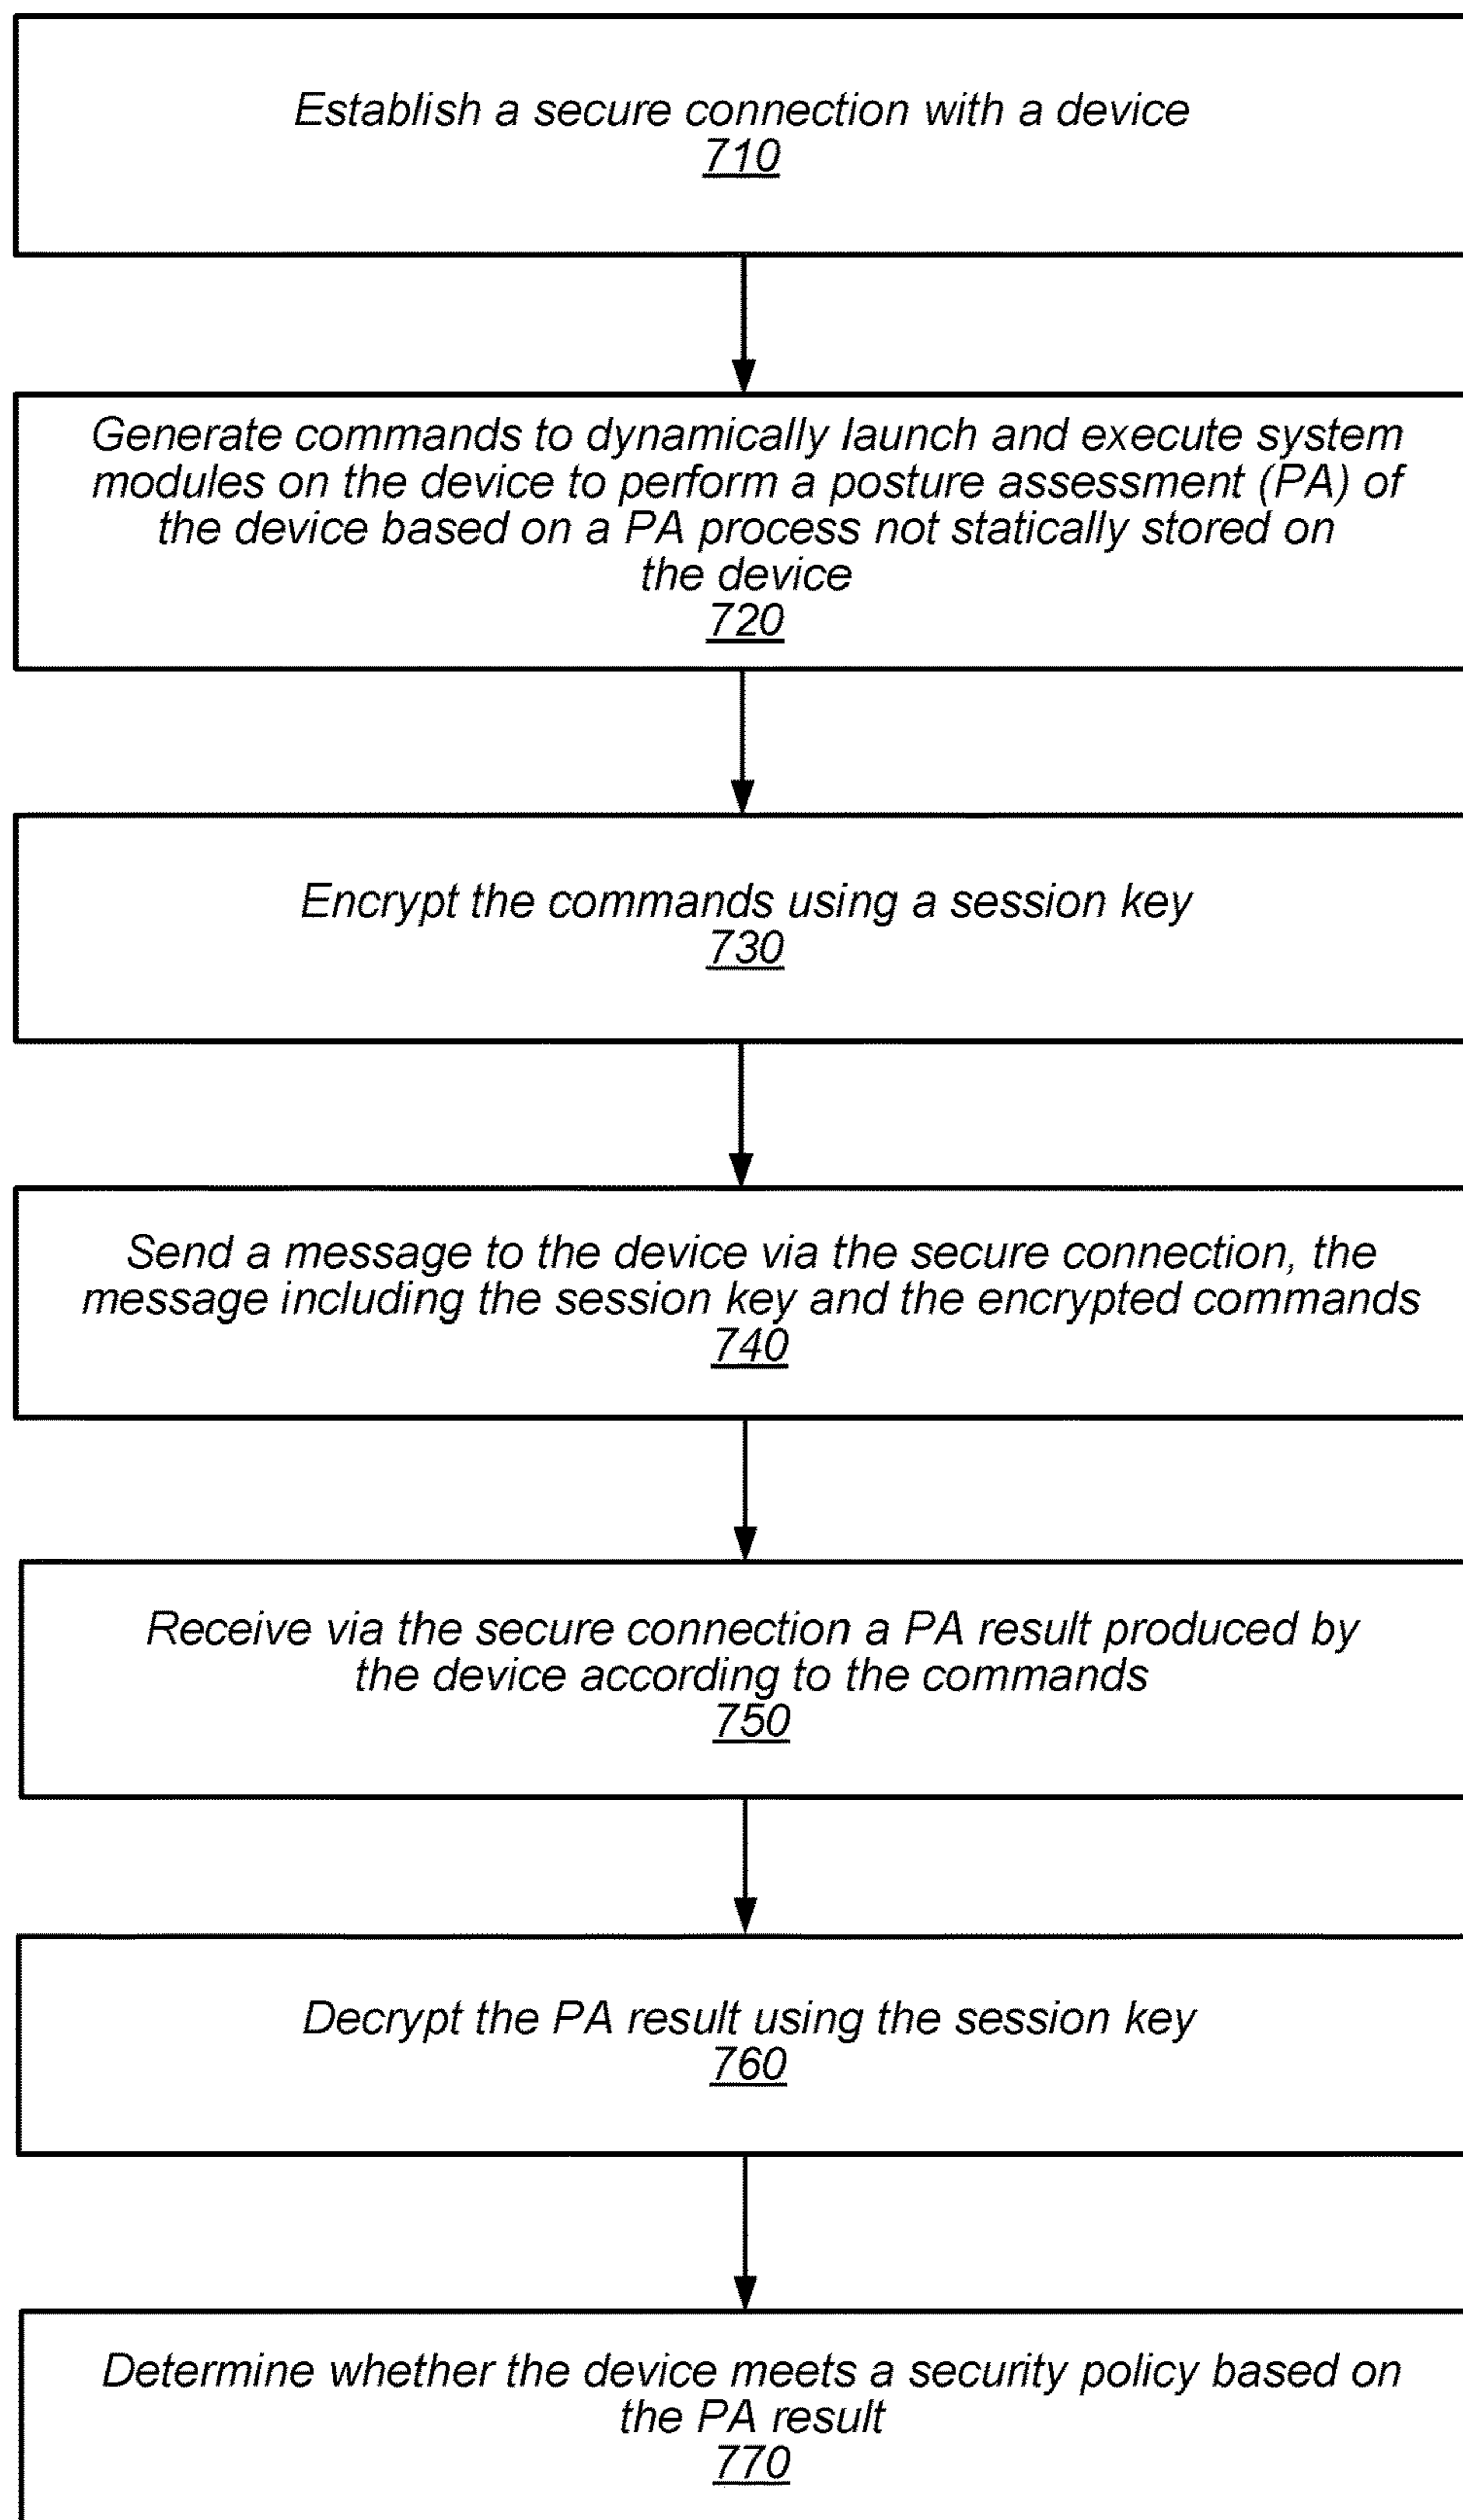 Establish a secure connection with a device
710
Generate commands to dynamically launch and execute system
modules on the device to perform a posture assessment (PA) of
the device based on a PA process not statically stored on
the device
720
Encrypt the commands using a session key
730
Send a message to the device via the secure connection, the
message including the session key and the encrypted commands
740
Receive via the secure connection a PA result produced by
the device according to the commands
750
Decrypt the PA result using the session key
760
Determine whether the device meets a security policy based on
the PA result
770